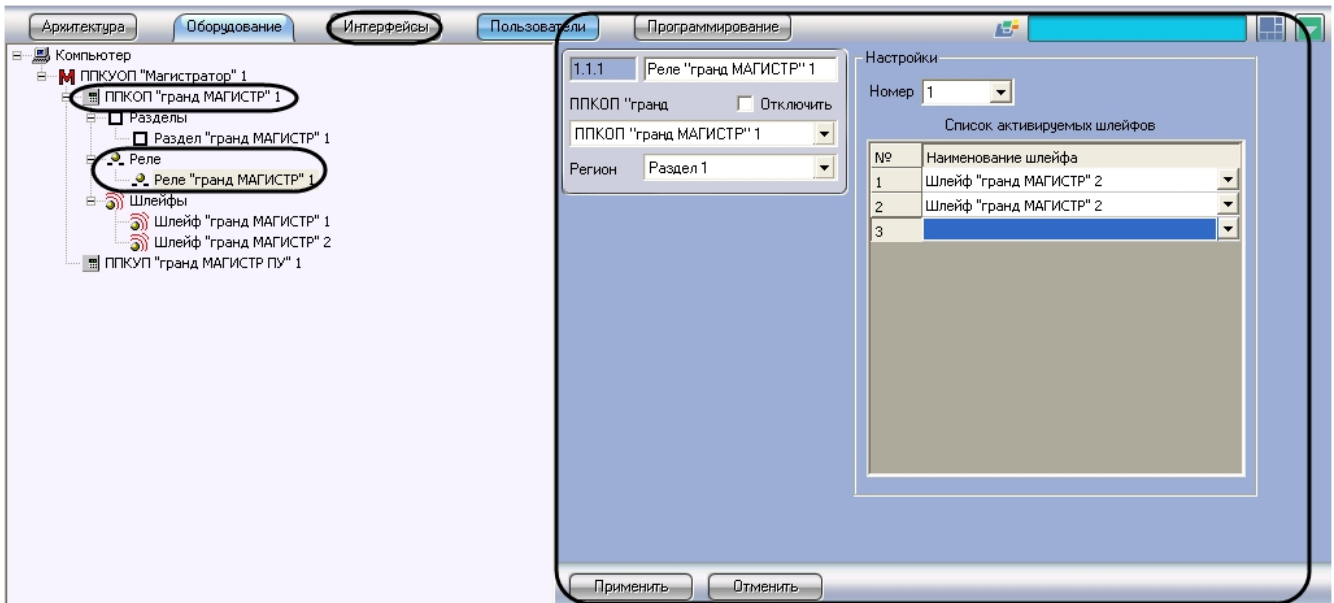 Архитектура Оборудование Интерфейсы Пользователи Программирование
Компьютер
ППКУОП "Магистратор" 1
ППКОП "гранд МАГИСТР" 1
Разделы
Раздел "гранд МАГИСТР" 1
Реле
Реле "гранд МАГИСТР" 1
Шлейфы
Шлейф "гранд МАГИСТР" 1
Шлейф "гранд МАГИСТР" 2
ППКУП "гранд МАГИСТР ПУ" 1
1.1.1 Реле "гранд МАГИСТР" 1
ППКОП "гранд Отключить
ППКОП "гранд МАГИСТР" 1
Регион Раздел 1
Настройки
Номер 1
Список активируемых шлейфов
№ Наименование шлейфа
1 Шлейф "гранд МАГИСТР" 2
2 Шлейф "гранд МАГИСТР" 2
3
Применить Отменить